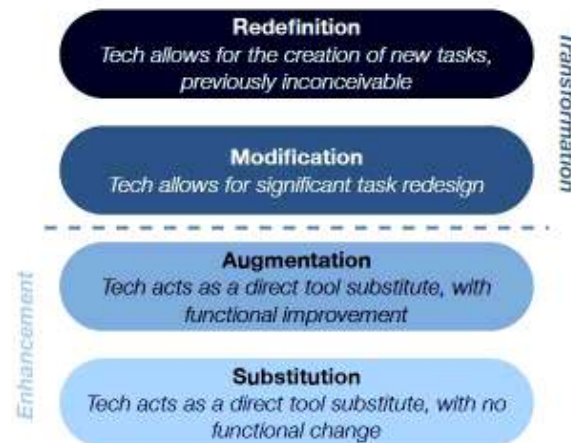 Redefinition
Tech allows for the creation of new tasks,
previously inconceivable
Transformation
Modification
Tech allows for significant task redesign
Augmentation
Tech acts as a direct tool substitute, with
functional improvement
Enhancement
Substitution
Tech acts as a direct tool substitute, with no
functional change